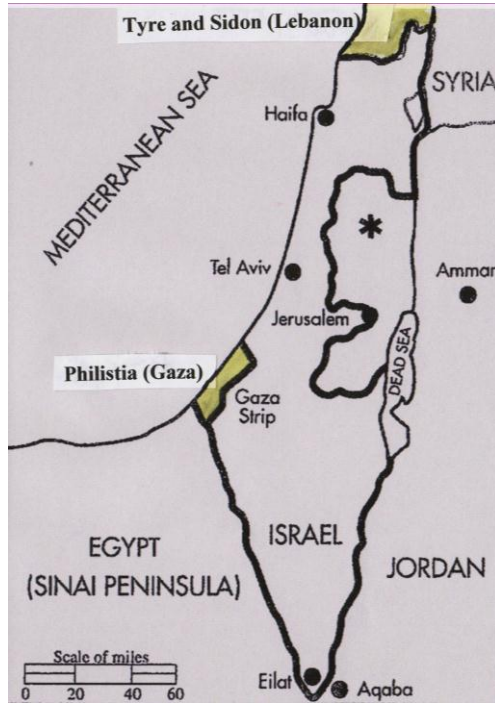 Tyre and Sidon (Lebanon)
SYRIA
Haifa
MEDITERRANEAN SEA
*
Tel Aviv
Amman
Jerusalem
DEAD SEA
Philistia (Gaza)
Gaza
Strip
ISRAEL
EGYPT
(SINAI PENINSULA)
JORDAN
Scale of miles
0 20 40 60
Eilat
Aqaba